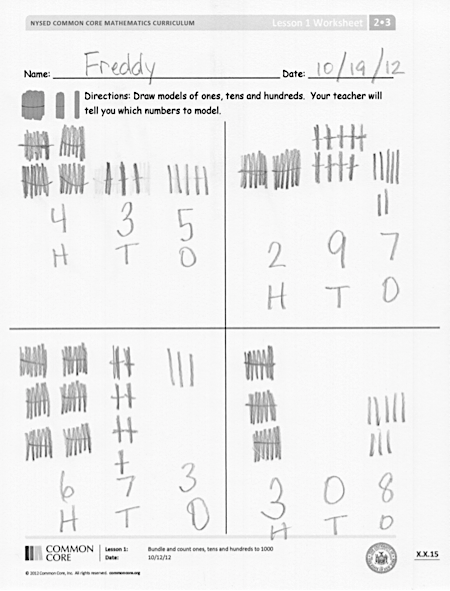 NYSED COMMON CORE MATHEMATICS CURRICULUM Lesson 1 Worksheet 2•3
Name: Freddy Date: 10/19/12
Directions: Draw models of ones, tens and hundreds. Your teacher will
tell you which numbers to model.
4 3 5
H T O
2 9 7
H T O
6 7 3
H T O
3 0 8
H T O
COMMON CORE
Lesson 1: Bundle and count ones, tens and hundreds to 1000
Date: 10/12/12
X.X.15
© 2012 Common Core, Inc. All rights reserved. commoncore.org